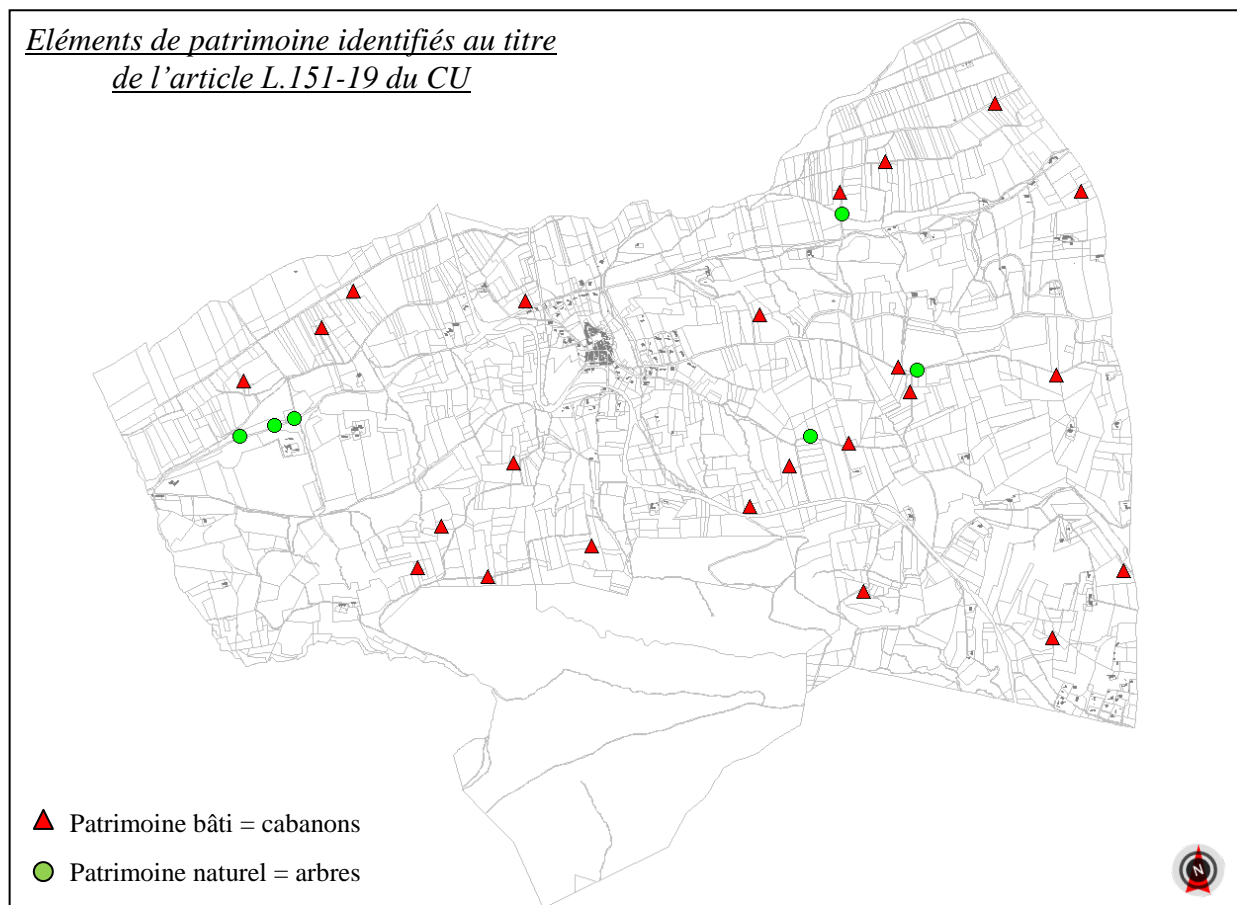 Eléments de patrimoine identifiés au titre
de l'article L.151-19 du CU
Patrimoine bâti = cabanons
Patrimoine naturel = arbres
N